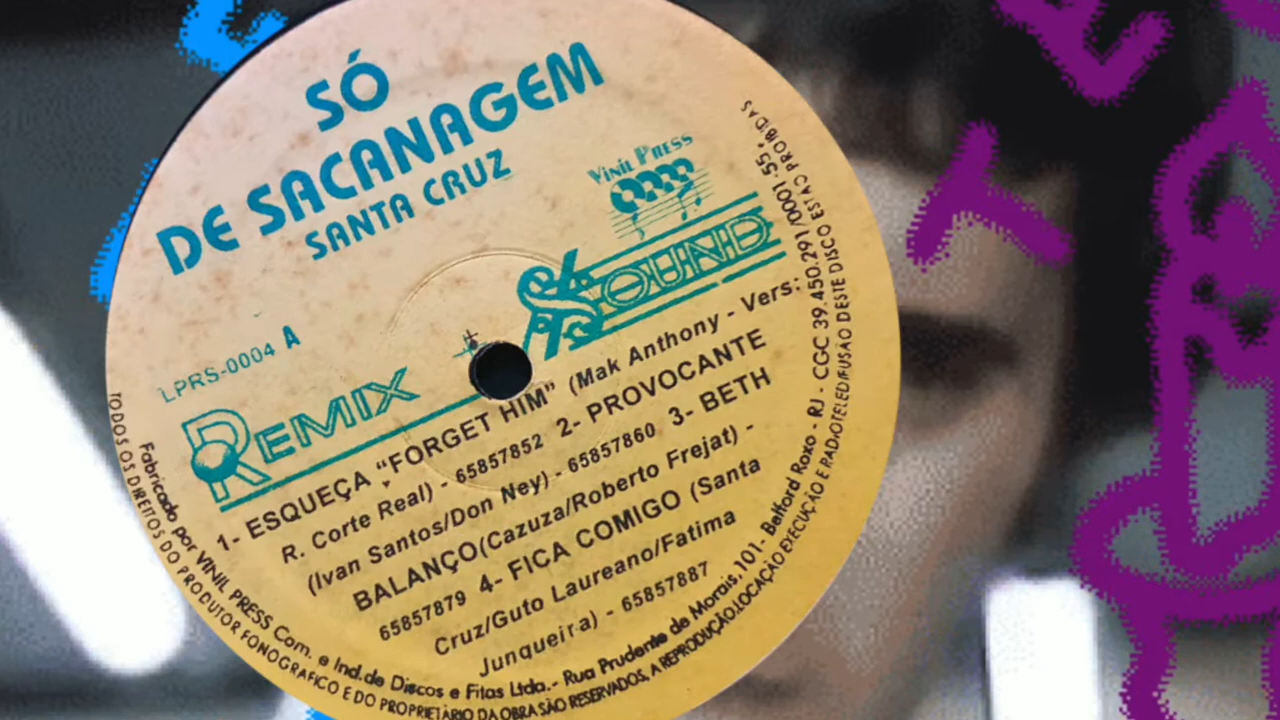 SÓ
DE SACANAGEM
SANTA CRUZ
VINIL PRESS
LPRS-0004 A
REMIX SOUND
1- ESQUEÇA "FORGET HIM" (Mak Anthony - Vers:
R. Corte Real) - 65857852 2- PROVOCANTE
(Ivan Santos/Don Ney) - 65857860 3- BETH
BALANÇO(Cazuza/Roberto Frejat) -
65857879 4- FICA COMIGO (Santa
Cruz/Guto Laureano/Fatima
Junqueira) - 65857887
Fabricado por VINIL PRESS Com. e Ind. de Discos e Fitas Ltda. - Rua Prudente de Morais, 101 - Belford Roxo - RJ - CGC 39.450.291/0001-55
TODOS OS DIREITOS DO PRODUTOR FONOGRAFICO E DO PROPRIETÁRIO DA OBRA SÃO RESERVADOS. A REPRODUÇÃO.LOCAÇÃO EXECUÇÃO E RADIOTELEDIFUSÃO DESTE DISCO ESTÃO PROIBIDAS